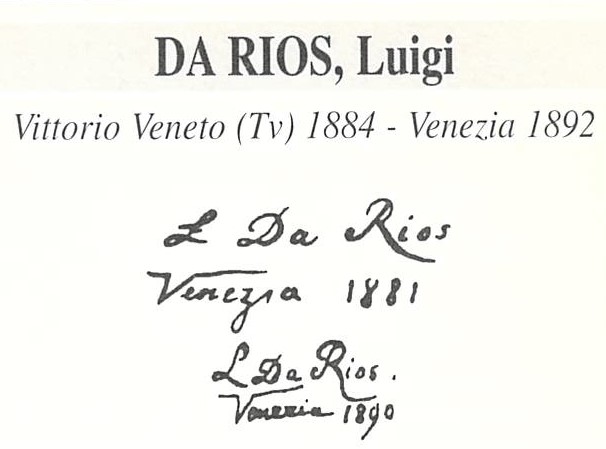 DA RIOS, Luigi
Vittorio Veneto (Tv) 1884 - Venezia 1892
L Da Rios
Venezia 1881
L Da Rios.
Venezia 1890